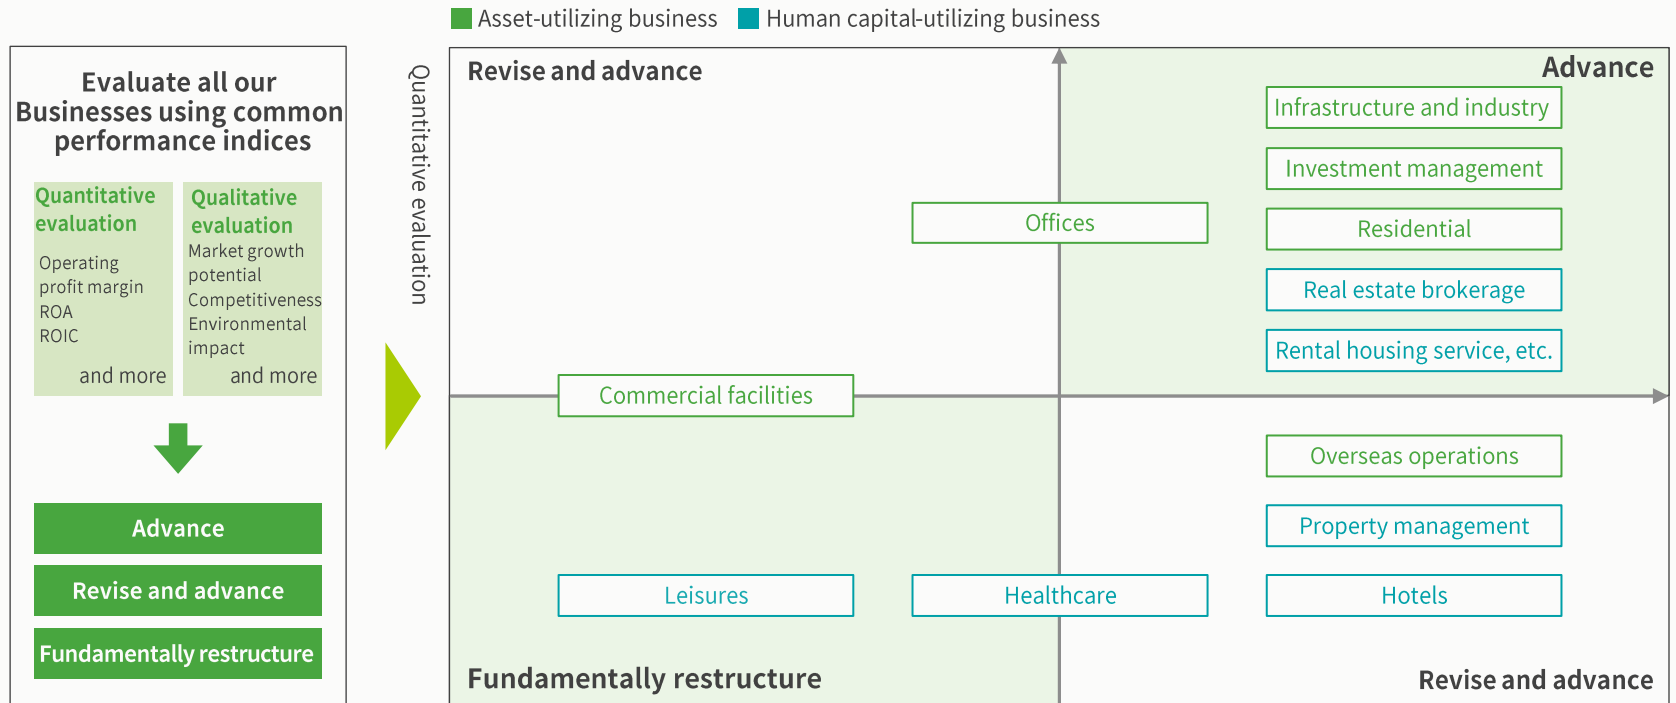 Asset-utilizing business
Human capital-utilizing business
Evaluate all our
Businesses using common
performance indices
Quantitative
evaluation
Operating
profit margin
ROA
ROIC
and more
Qualitative
evaluation
Market growth
potential
Competitiveness
Environmental
impact
and more
Advance
Revise and advance
Fundamentally restructure
Quantitative evaluation
Revise and advance
Advance
Infrastructure and industry
Investment management
Offices
Residential
Real estate brokerage
Rental housing service, etc.
Commercial facilities
Overseas operations
Property management
Leisures
Healthcare
Hotels
Fundamentally restructure
Revise and advance